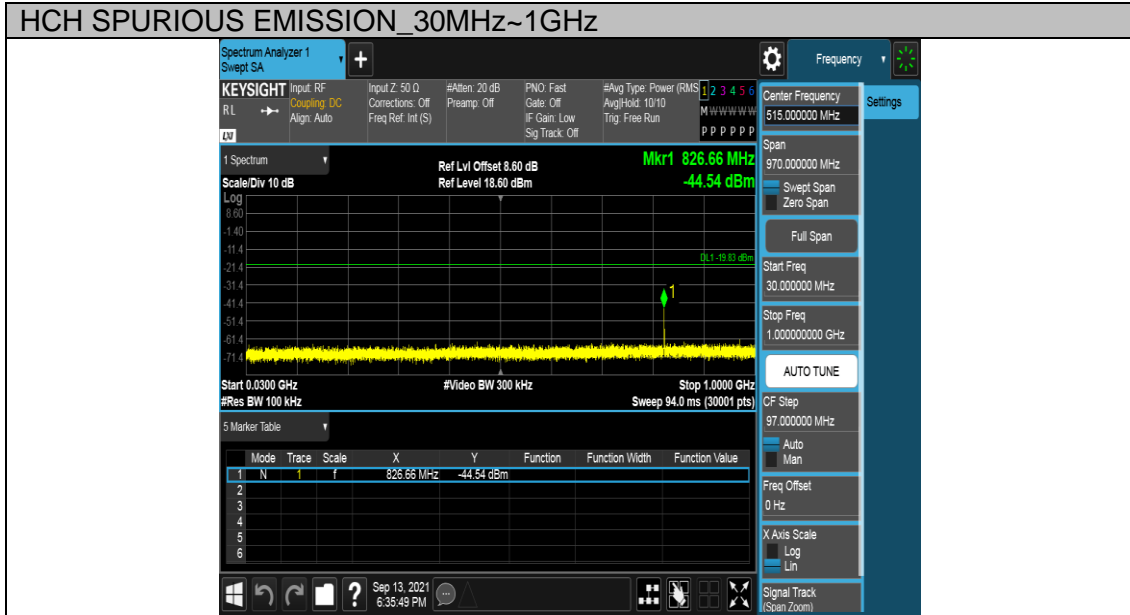 HCH SPURIOUS EMISSION_30MHz~1GHz
Spectrum Analyzer 1
Swept SA
+
Frequency
KEYSIGHT
Input: RF
Coupling: DC
Align: Auto
Input Z: 50 Ω
Corrections: Off
Freq Ref: Int (S)
#Atten: 20 dB
Preamp: Off
PNO: Fast
Gate: Off
IF Gain: Low
Sig Track: Off
#Avg Type: Power (RMS
Avg|Hold: 10/10
Trig: Free Run
1 2 3 4 5 6
M W W W W W
P P P P P P
R L
LXI
1 Spectrum
Scale/Div 10 dB
Log
Ref Lvl Offset 8.60 dB
Ref Level 18.60 dBm
Mkr1 826.66 MHz
-44.54 dBm
8.60
-1.40
-11.4
-21.4
-31.4
-41.4
-51.4
-61.4
-71.4
DL1 -19.83 dBm
1
Start 0.0300 GHz
#Res BW 100 kHz
#Video BW 300 kHz
Stop 1.0000 GHz
Sweep 94.0 ms (30001 pts)
5 Marker Table
Mode Trace Scale X Y Function Function Width Function Value
1 N 1 f 826.66 MHz -44.54 dBm
2
3
4
5
6
?
Sep 13, 2021
6:35:49 PM
Center Frequency
515.000000 MHz
Settings
Span
970.000000 MHz
Swept Span
Zero Span
Full Span
Start Freq
30.000000 MHz
Stop Freq
1.000000000 GHz
AUTO TUNE
CF Step
97.000000 MHz
Auto
Man
Freq Offset
0 Hz
X Axis Scale
Log
Lin
Signal Track
(Span Zoom)